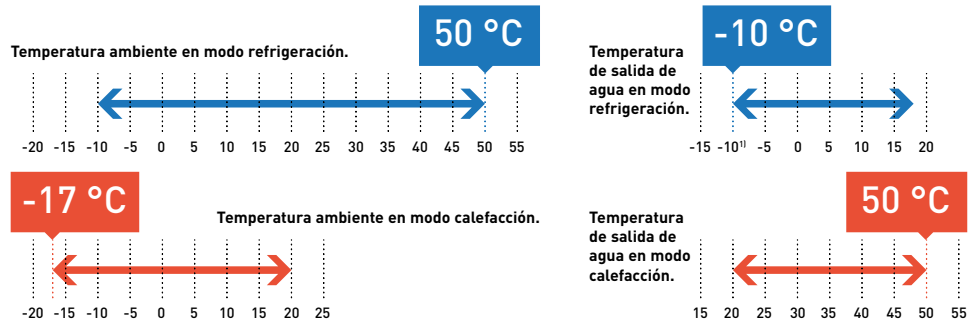 Temperatura ambiente en modo refrigeración.
50 °C
-20 -15 -10 -5 0 5 10 15 20 25 30 35 40 45 50 55
Temperatura
de salida de
agua en modo
refrigeración.
-10 °C
-15 -10¹⁾ -5 0 5 10 15 20
-17 °C
Temperatura ambiente en modo calefacción.
-20 -15 -10 -5 0 5 10 15 20 25
Temperatura
de salida de
agua en modo
calefacción.
50 °C
15 20 25 30 35 40 45 50 55